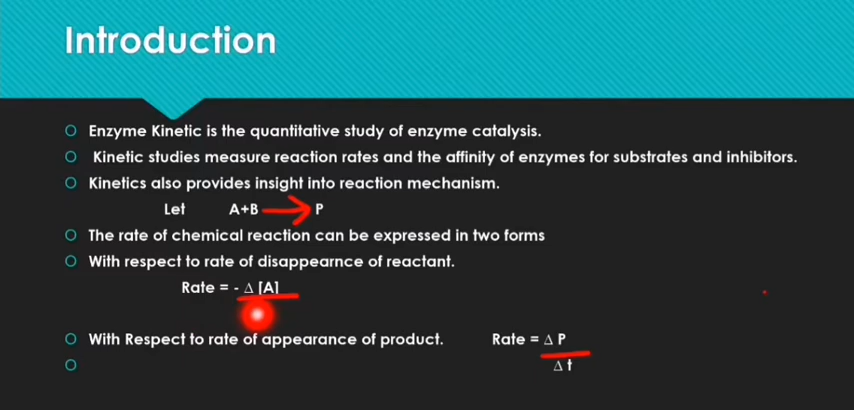 Introduction
Enzyme Kinetic is the quantitative study of enzyme catalysis.
Kinetic studies measure reaction rates and the affinity of enzymes for substrates and inhibitors.
Kinetics also provides insight into reaction mechanism.
Let A+B → P
The rate of chemical reaction can be expressed in two forms
With respect to rate of disappearnce of reactant.
Rate = - Δ [A]
With Respect to rate of appearance of product. Rate = Δ P
Δ t